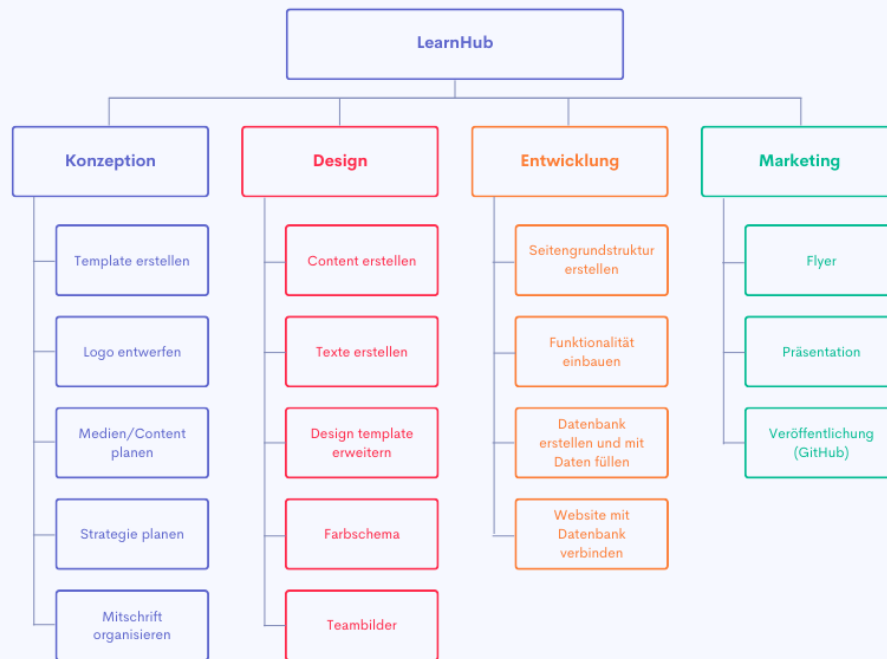 LearnHub
Konzeption
Design
Entwicklung
Marketing
Template erstellen
Logo entwerfen
Medien/Content
planen
Strategie planen
Mitschrift
organisieren
Content erstellen
Texte erstellen
Design template
erweitern
Farbschema
Teambilder
Seitengrundstruktur
erstellen
Funktionalität
einbauen
Datenbank
erstellen und mit
Daten füllen
Website mit
Datenbank
verbinden
Flyer
Präsentation
Veröffentlichung
(GitHub)